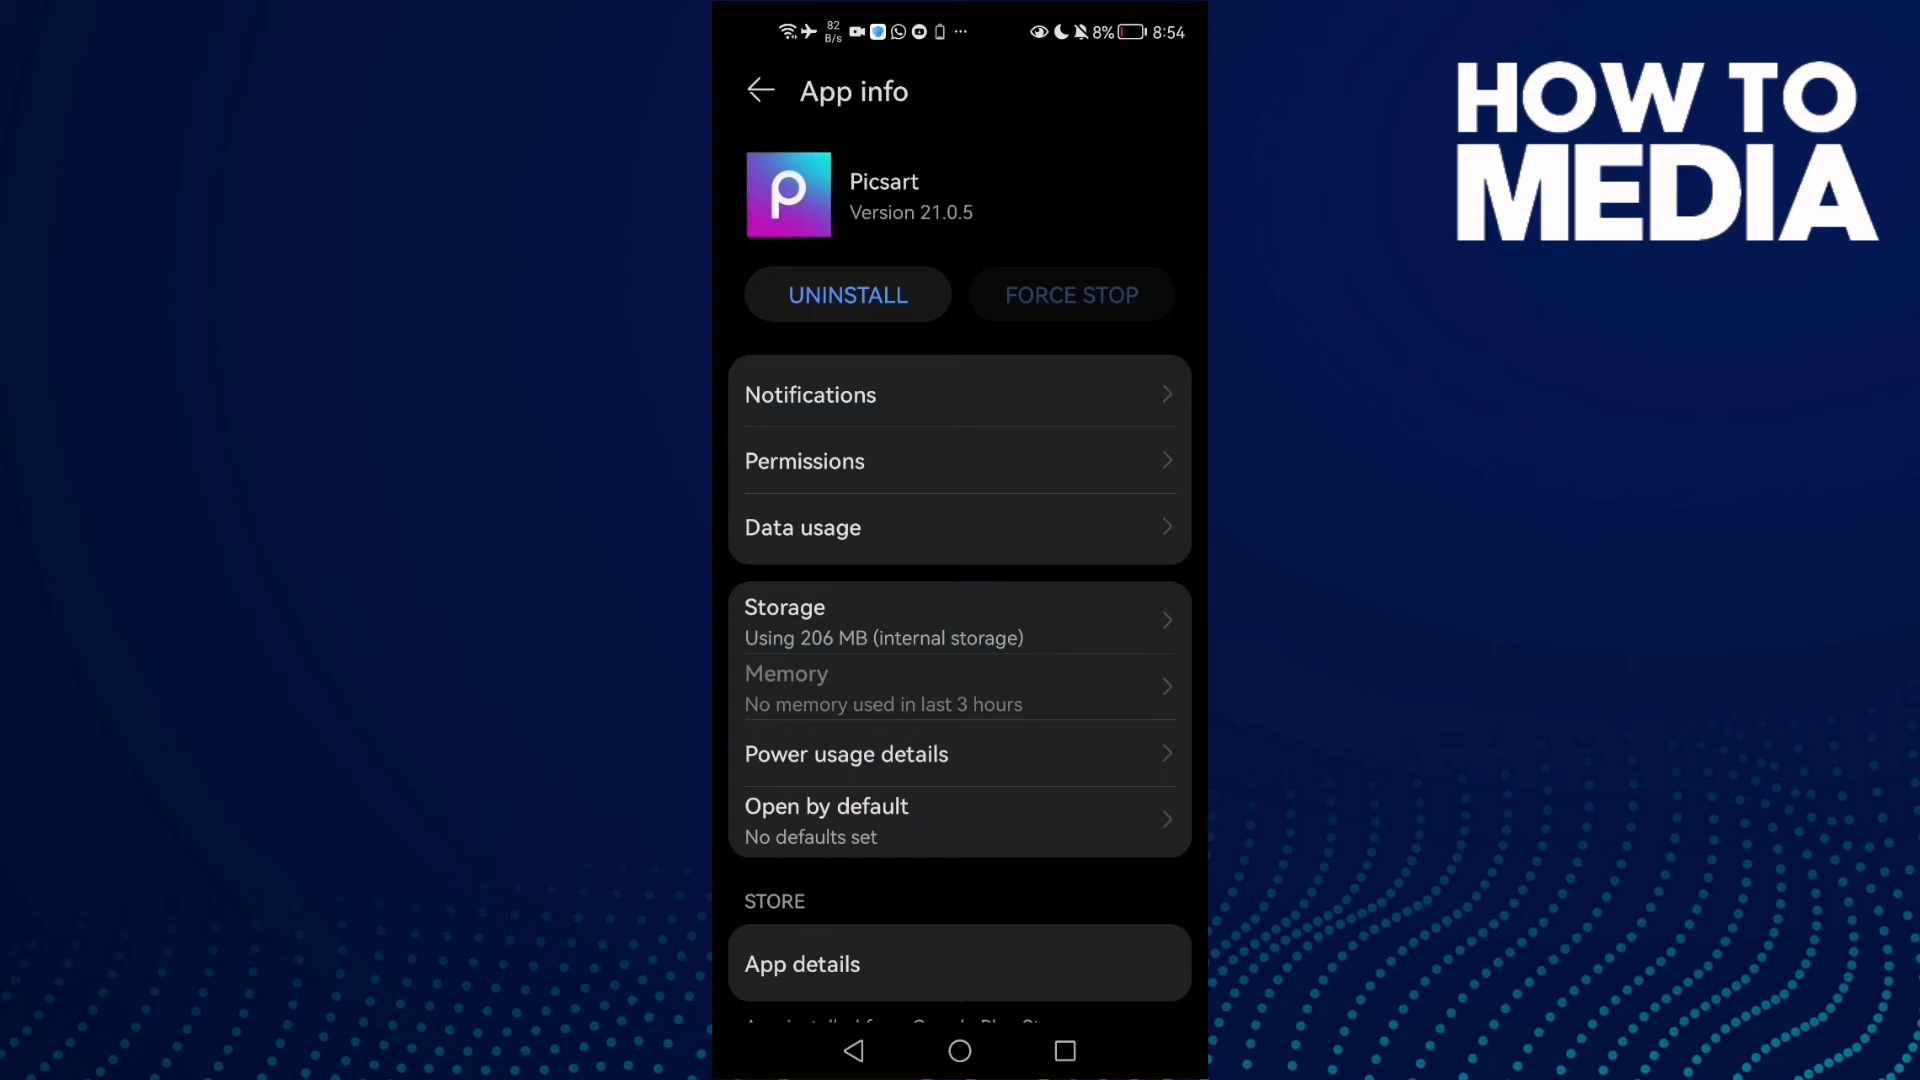 82
B/s
8%
8:54
App info
HOW TO
MEDIA
Picsart
Version 21.0.5
UNINSTALL
FORCE STOP
Notifications
Permissions
Data usage
Storage
Using 206 MB (internal storage)
Memory
No memory used in last 3 hours
Power usage details
Open by default
No defaults set
STORE
App details